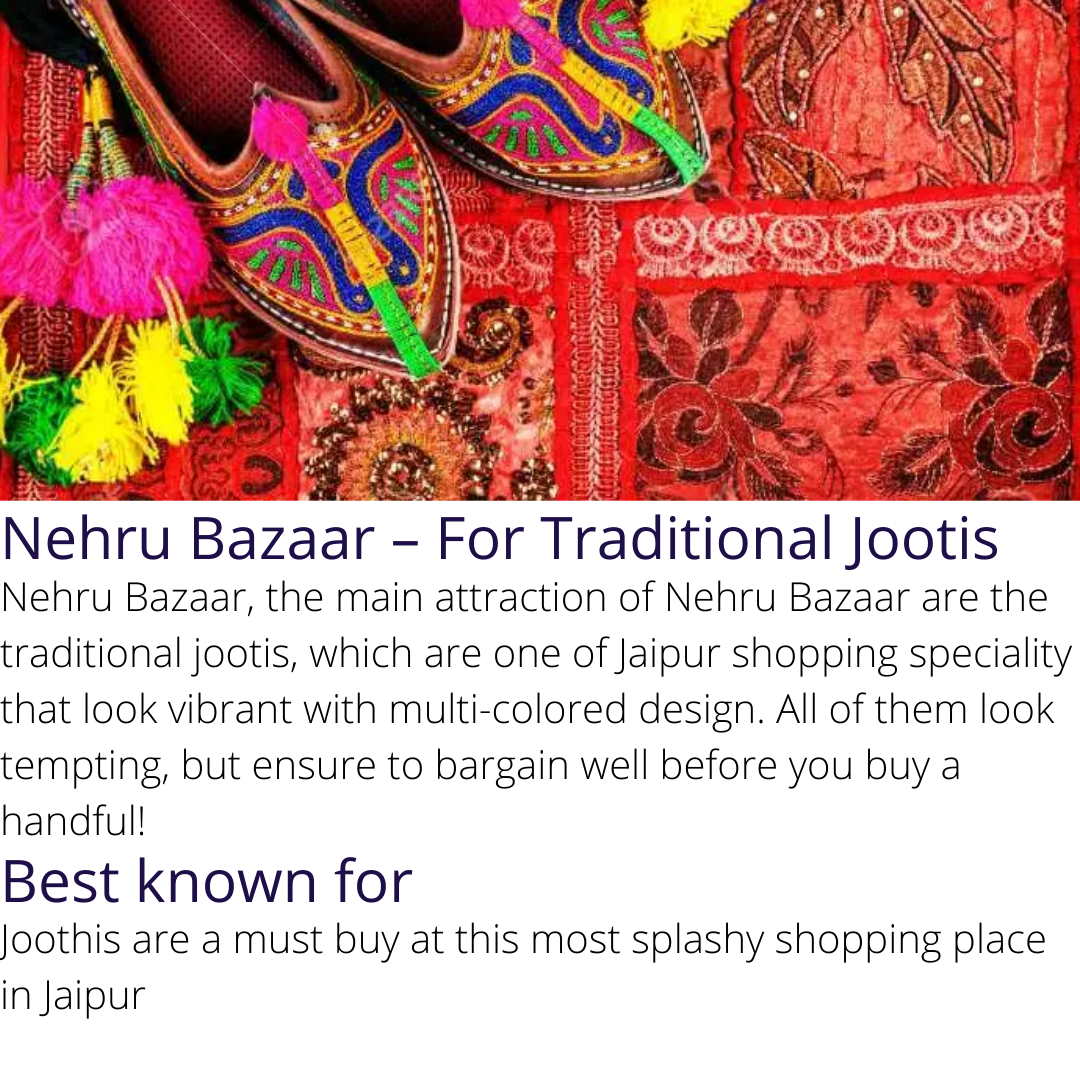 Nehru Bazaar – For Traditional Jootis
Nehru Bazaar, the main attraction of Nehru Bazaar are the
traditional jootis, which are one of Jaipur shopping speciality
that look vibrant with multi-colored design. All of them look
tempting, but ensure to bargain well before you buy a
handful!
Best known for
Joothis are a must buy at this most splashy shopping place
in Jaipur